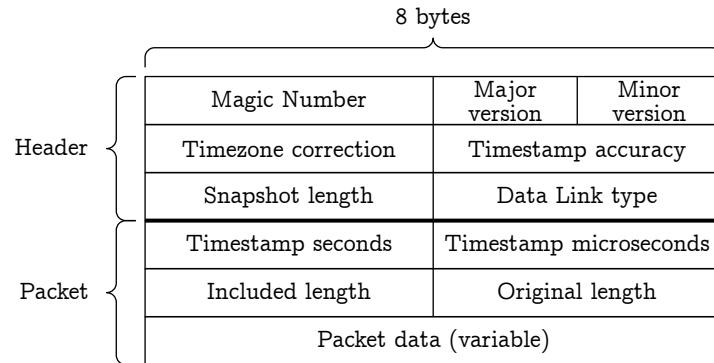 8 bytes
Magic Number
Major version
Minor version
Header
Timezone correction
Timestamp accuracy
Snapshot length
Data Link type
Timestamp seconds
Timestamp microseconds
Packet
Included length
Original length
Packet data (variable)